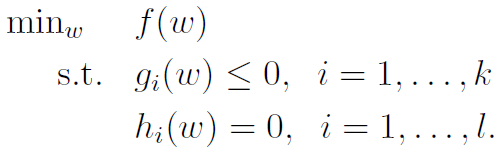 min_w f(w)
s.t. g_i(w) ≤ 0, i = 1, . . . , k
h_i(w) = 0, i = 1, . . . , l.